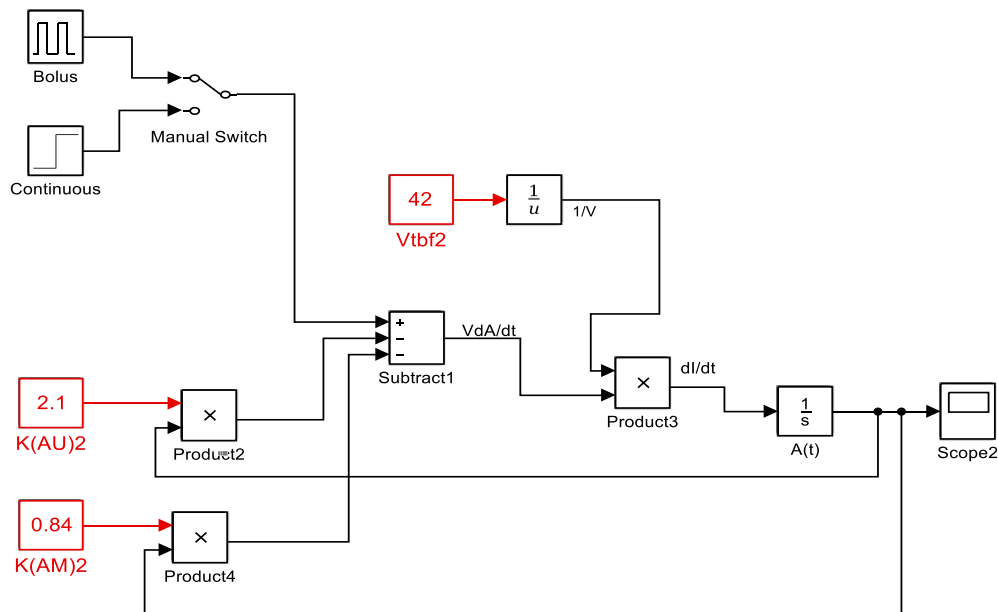 Bolus
Manual Switch
Continuous
42
Vtbf2
1
u
1/V
+
−
−
VdA/dt
Subtract1
2.1
K(AU)2
×
Product2
×
Product3
dI/dt
1
s
A(t)
Scope2
0.84
K(AM)2
×
Product4